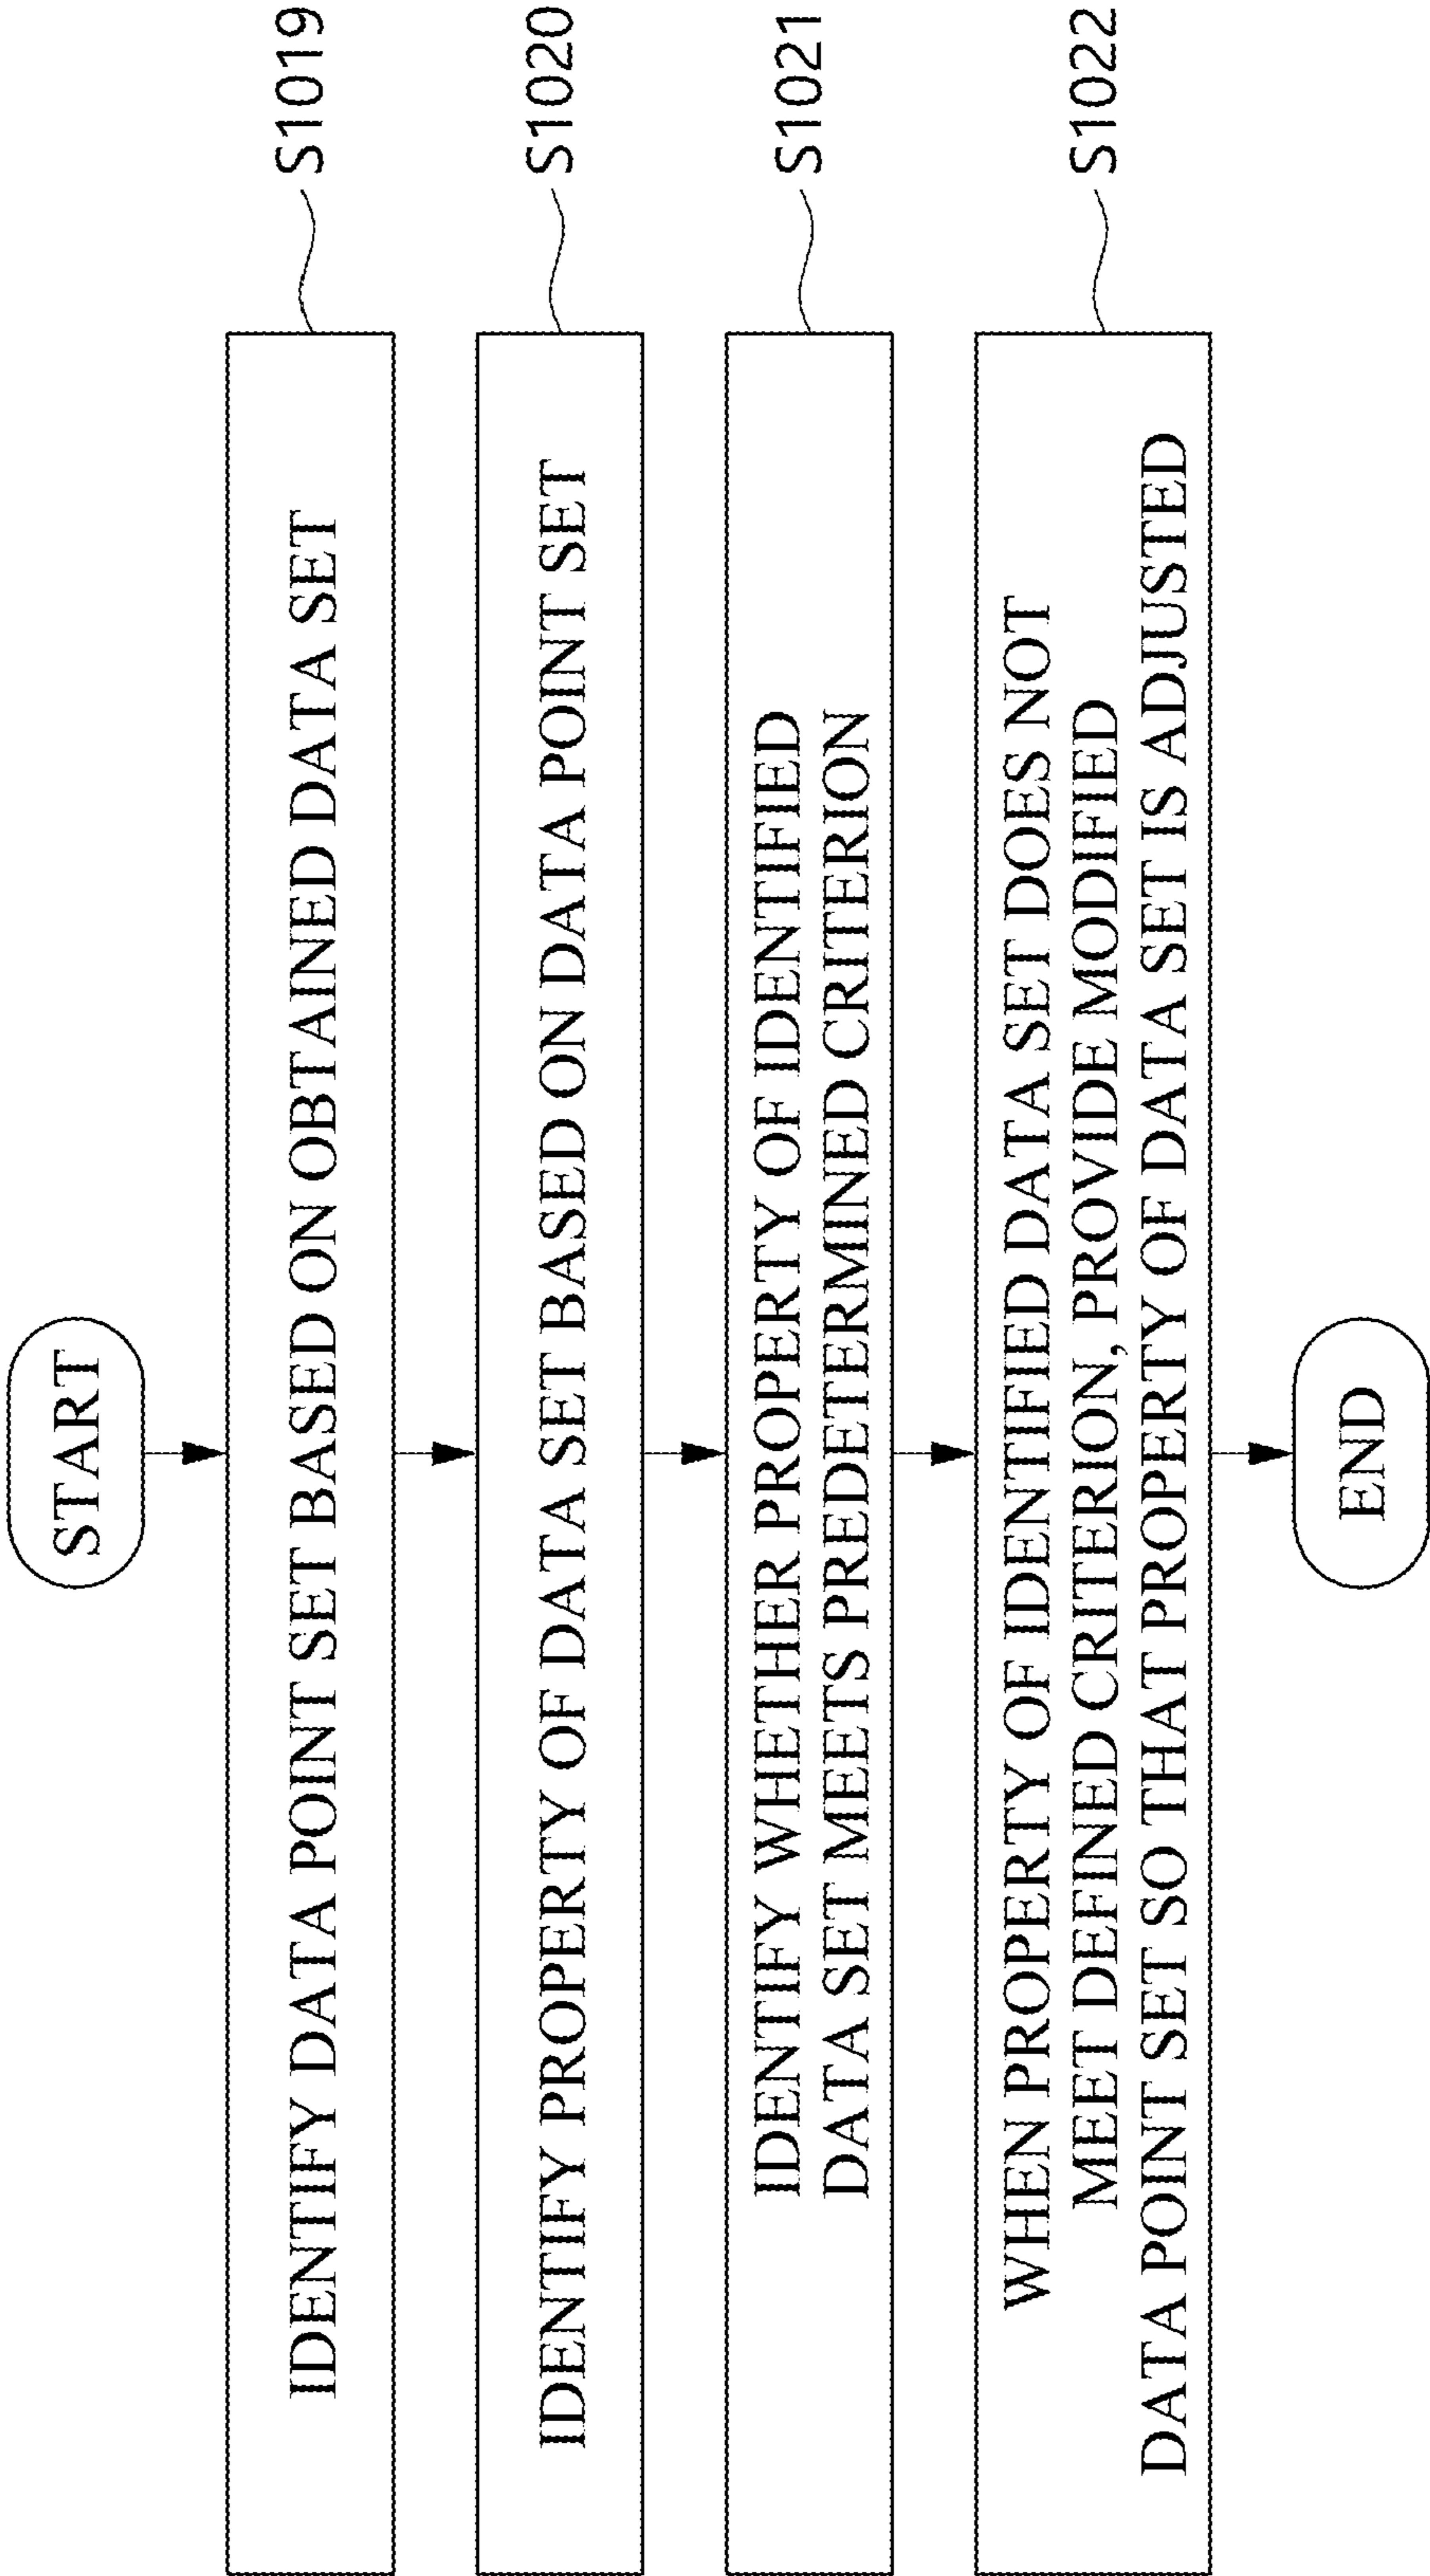 START
IDENTIFY DATA POINT SET BASED ON OBTAINED DATA SET
S1019
IDENTIFY PROPERTY OF DATA SET BASED ON DATA POINT SET
S1020
IDENTIFY WHETHER PROPERTY OF IDENTIFIED
DATA SET MEETS PREDETERMINED CRITERION
S1021
WHEN PROPERTY OF IDENTIFIED DATA SET DOES NOT
MEET DEFINED CRITERION, PROVIDE MODIFIED
DATA POINT SET SO THAT PROPERTY OF DATA SET IS ADJUSTED
S1022
END